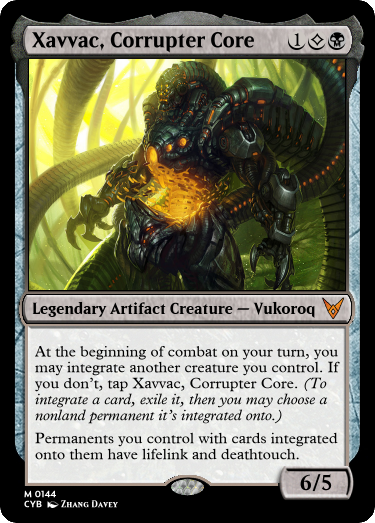 Xavvac, Corrupter Core 1
Legendary Artifact Creature — Vukoroq
At the beginning of combat on your turn, you
may integrate another creature you control. If
you don't, tap Xavvac, Corrupter Core. (To
integrate a card, exile it, then you may choose a
nonland permanent it's integrated onto.)
Permanents you control with cards integrated
onto them have lifelink and deathtouch.
6/5
M 0144
CYB Zhang Davey